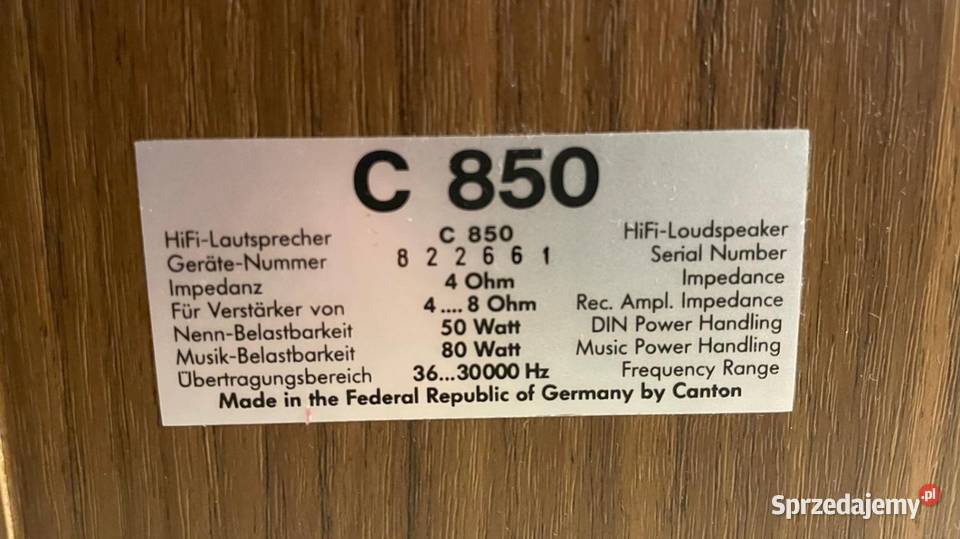 C 850
HiFi-Lautsprecher C 850 HiFi-Loudspeaker
Geräte-Nummer 8 2 2 6 6 1 Serial Number
Impedanz 4 Ohm Impedance
Für Verstärker von 4....8 Ohm Rec. Ampl. Impedance
Nenn-Belastbarkeit 50 Watt DIN Power Handling
Musik-Belastbarkeit 80 Watt Music Power Handling
Übertragungsbereich 36...30000 Hz Frequency Range
Made in the Federal Republic of Germany by Canton
Sprzedajemy.pl